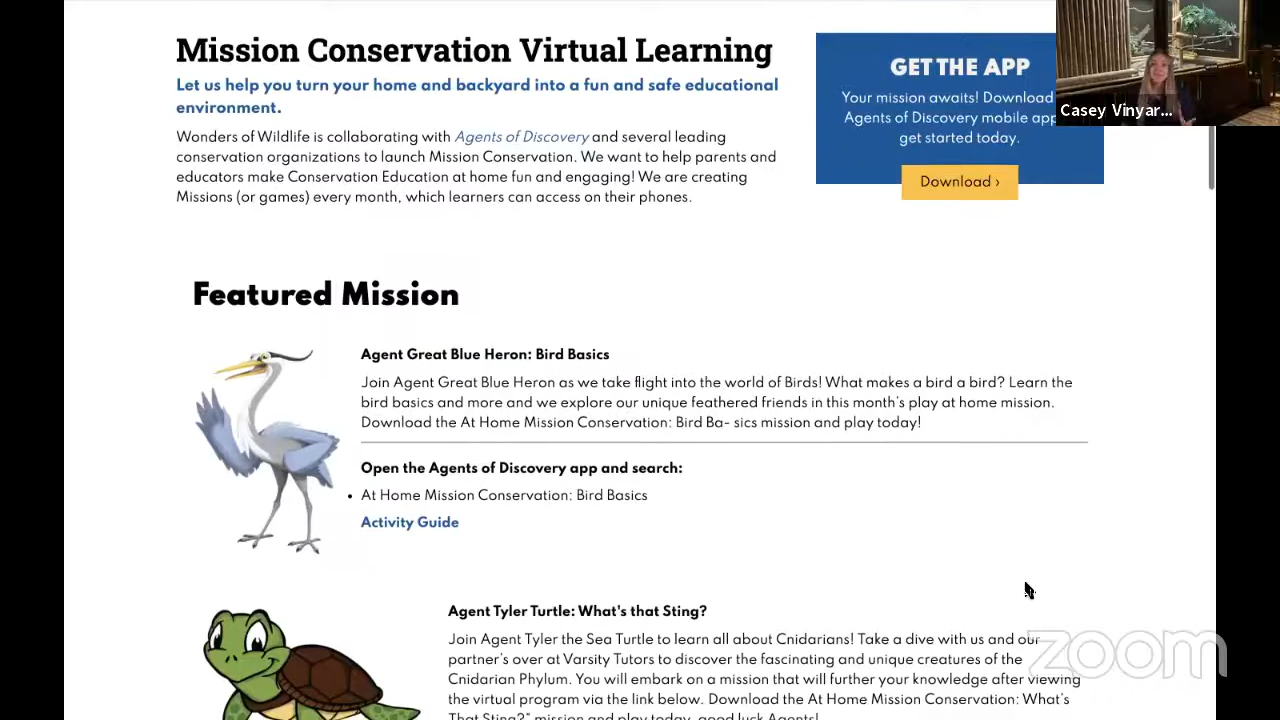 Mission Conservation Virtual Learning
Let us help you turn your home and backyard into a fun and safe educational
environment.
Wonders of Wildlife is collaborating with Agents of Discovery and several leading
conservation organizations to launch Mission Conservation. We want to help parents and
educators make Conservation Education at home fun and engaging! We are creating
Missions (or games) every month, which learners can access on their phones.
GET THE APP
Your mission awaits! Download
Agents of Discovery mobile app
get started today.
Download ›
Casey Vinyar...
Featured Mission
Agent Great Blue Heron: Bird Basics
Join Agent Great Blue Heron as we take flight into the world of Birds! What makes a bird a bird? Learn the
bird basics and more and we explore our unique feathered friends in this month's play at home mission.
Download the At Home Mission Conservation: Bird Ba- sics mission and play today!
Open the Agents of Discovery app and search:
• At Home Mission Conservation: Bird Basics
Activity Guide
Agent Tyler Turtle: What's that Sting?
Join Agent Tyler the Sea Turtle to learn all about Cnidarians! Take a dive with us and our
partner's over at Varsity Tutors to discover the fascinating and unique creatures of the
Cnidarian Phylum. You will embark on a mission that will further your knowledge after viewing
the virtual program via the link below. Download the At Home Mission Conservation: What's
That Sting?" mission and play today, good luck Agents!
zoom